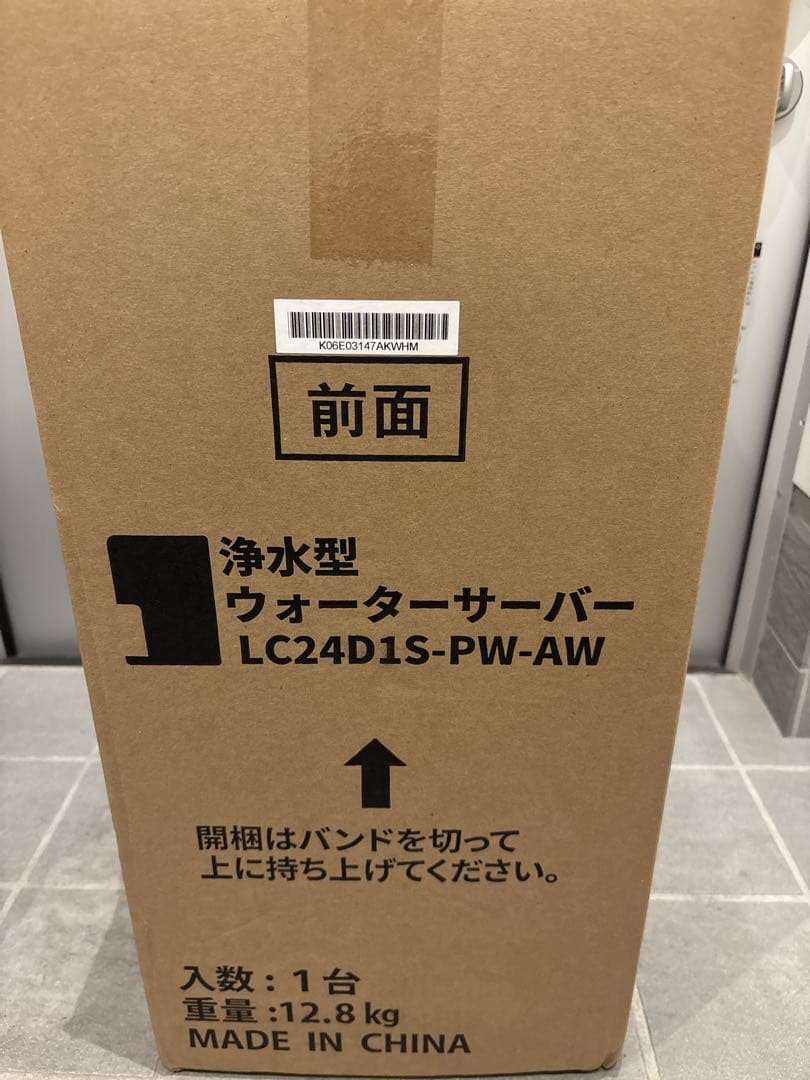 K06E03147AKWHM
前面
浄水型
ウォーターサーバー
LC24D1S-PW-AW
開梱はバンドを切って
上に持ち上げてください。
入数：1台
重量:12.8kg
MADE IN CHINA